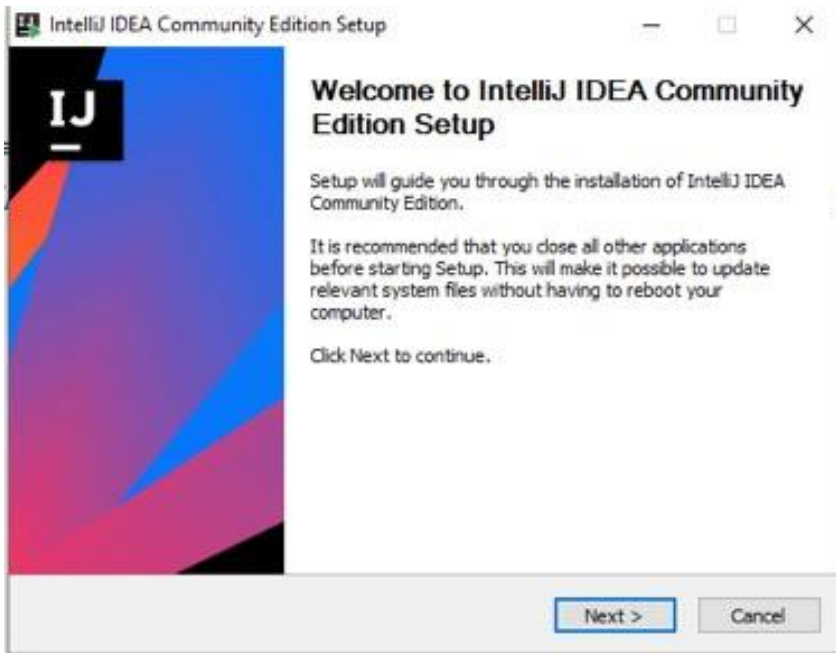 IntelliJ IDEA Community Edition Setup
IJ
Welcome to IntelliJ IDEA Community
Edition Setup
Setup will guide you through the installation of IntelliJ IDEA
Community Edition.
It is recommended that you close all other applications
before starting Setup. This will make it possible to update
relevant system files without having to reboot your
computer.
Click Next to continue.
Next >
Cancel